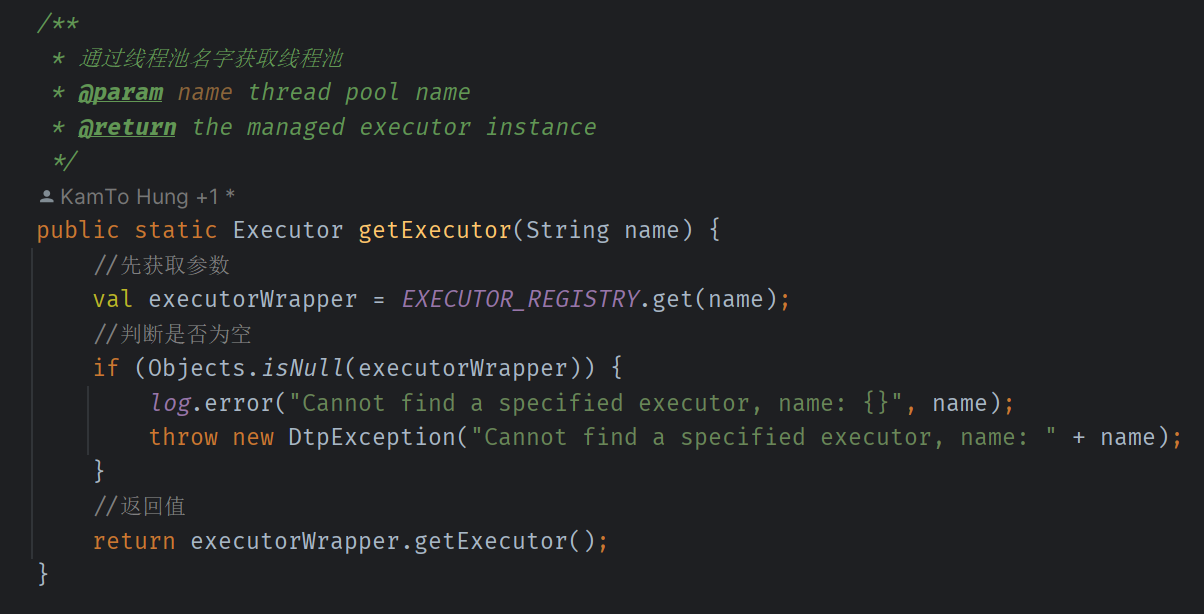 /**
 * 通过线程池名字获取线程池
 * @param name thread pool name
 * @return the managed executor instance
 */
KamTo Hung +1 *
public static Executor getExecutor(String name) {
    //先获取参数
    val executorWrapper = EXECUTOR_REGISTRY.get(name);
    //判断是否为空
    if (Objects.isNull(executorWrapper)) {
        log.error("Cannot find a specified executor, name: {}", name);
        throw new DtpException("Cannot find a specified executor, name: " + name);
    }
    //返回值
    return executorWrapper.getExecutor();
}